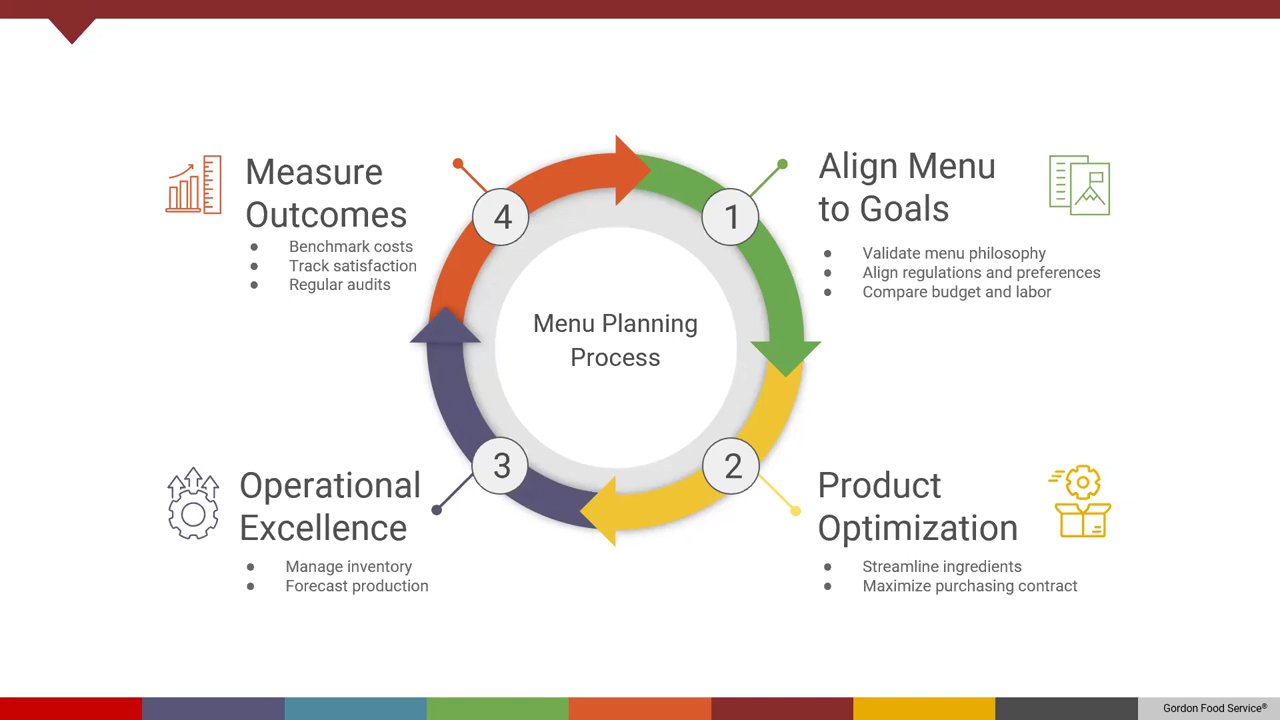 Measure
Outcomes
● Benchmark costs
● Track satisfaction
● Regular audits
4
1
Align Menu
to Goals
● Validate menu philosophy
● Align regulations and preferences
● Compare budget and labor
Menu Planning
Process
Operational
Excellence
● Manage inventory
● Forecast production
3
2
Product
Optimization
● Streamline ingredients
● Maximize purchasing contract
Gordon Food Service®